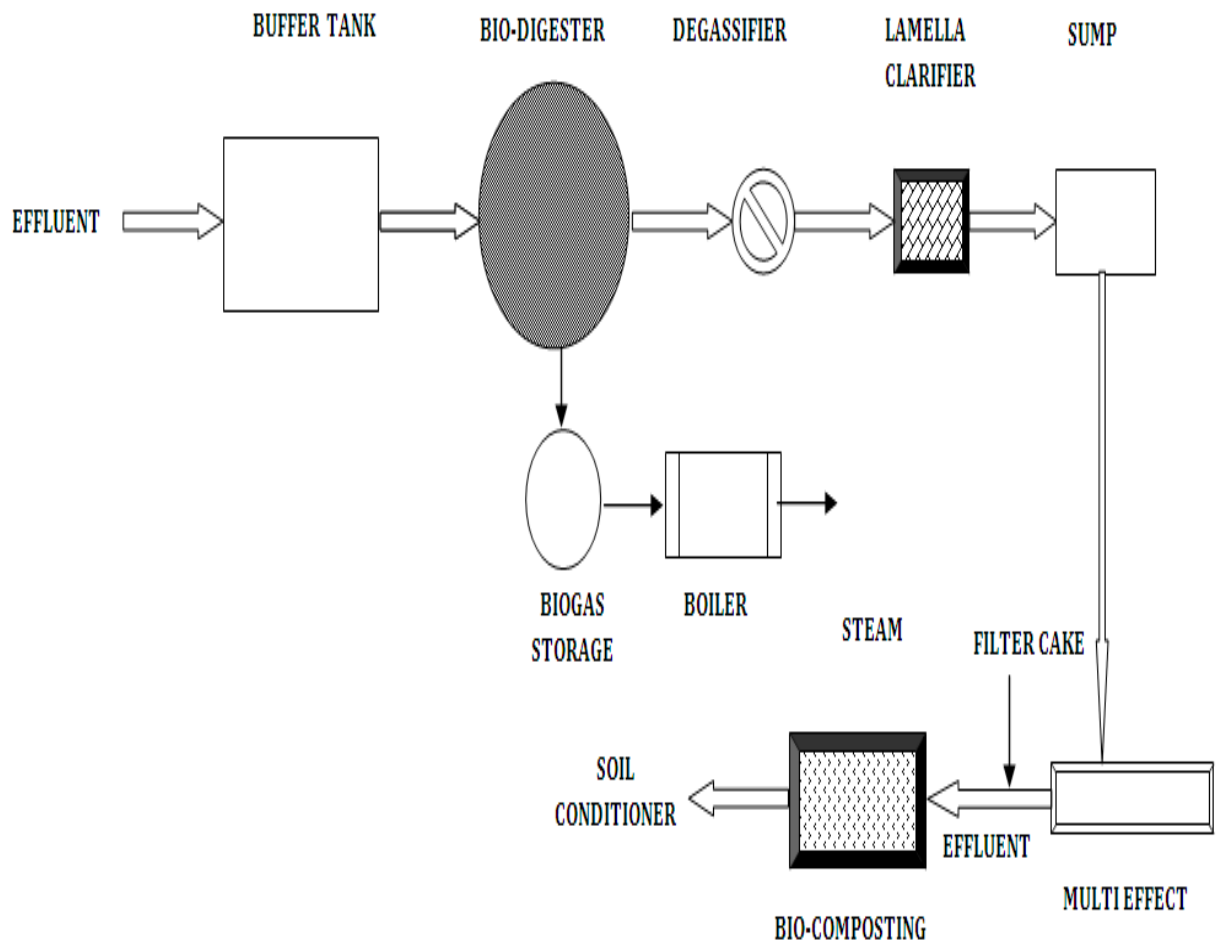 BUFFER TANK
BIO-DIGESTER
DEGASSIFIER
LAMELLA
CLARIFIER
SUMP
EFFLUENT
BIOGAS
STORAGE
BOILER
STEAM
FILTER CAKE
SOIL
CONDITIONER
EFFLUENT
BIO-COMPOSTING
MULTI EFFECT